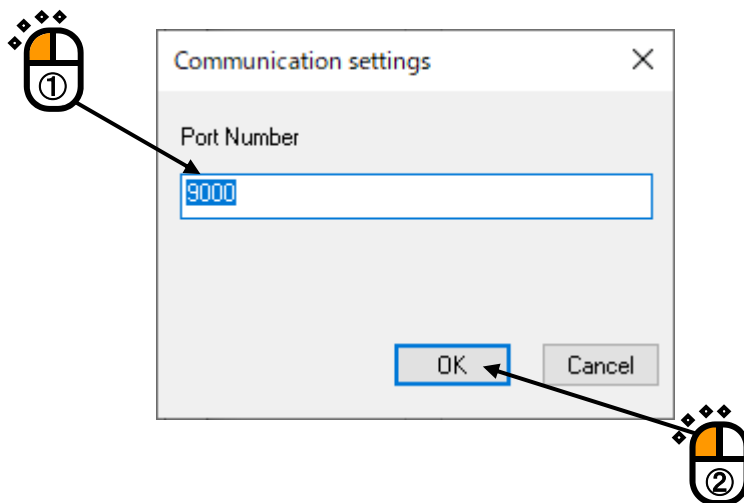 Communication settings
①
Port Number
9000
OK
Cancel
②